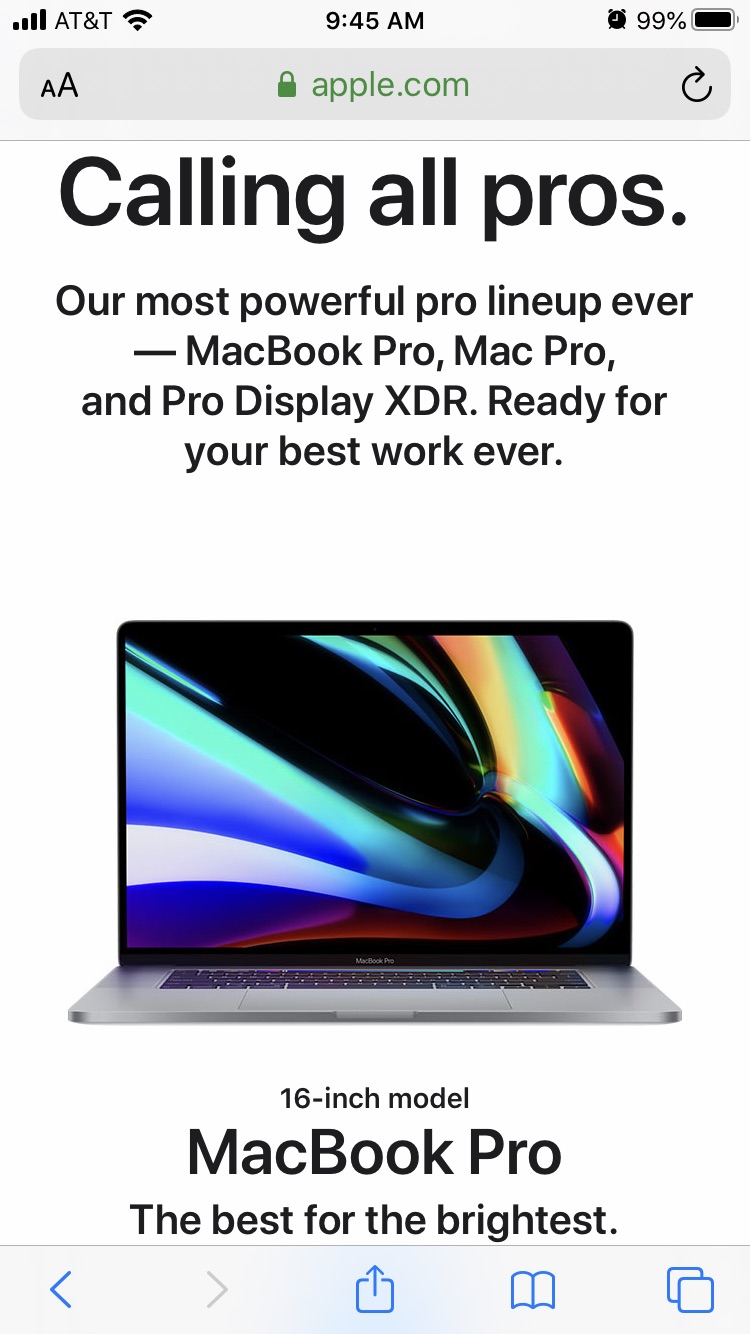 AT&T 9:45 AM 99%
AA apple.com
Calling all pros.
Our most powerful pro lineup ever
— MacBook Pro, Mac Pro,
and Pro Display XDR. Ready for
your best work ever.
MacBook Pro
16-inch model
MacBook Pro
The best for the brightest.